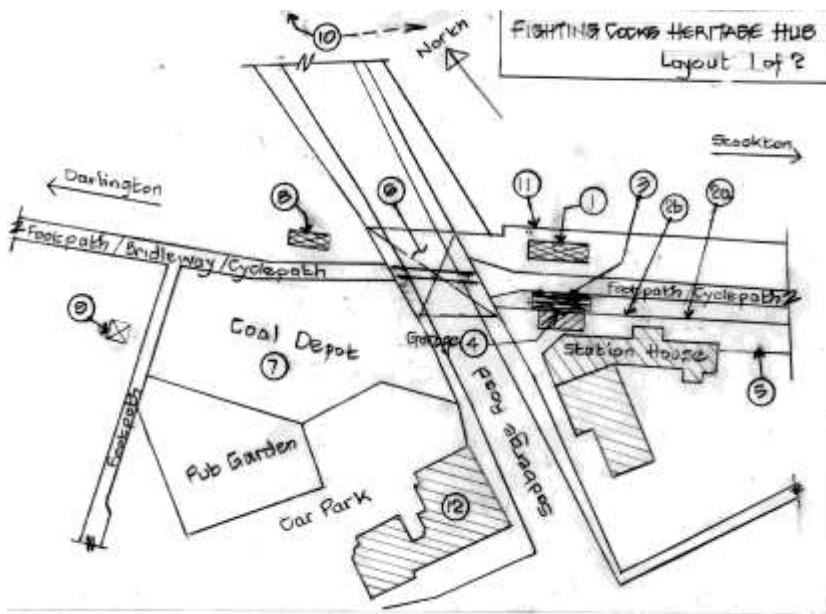 FIGHTING COCKS HERITAGE HUB
Layout 1 of ?
10
North
Darlington
Stockton
8
6
11
1
3
2b
2a
Footpath/Bridleway/Cyclepath
Footpath/Cyclepath
9
Coal Depot
7
Garage
4
Station House
5
Footpath
Pub Garden
Car Park
12
Sadberge Road